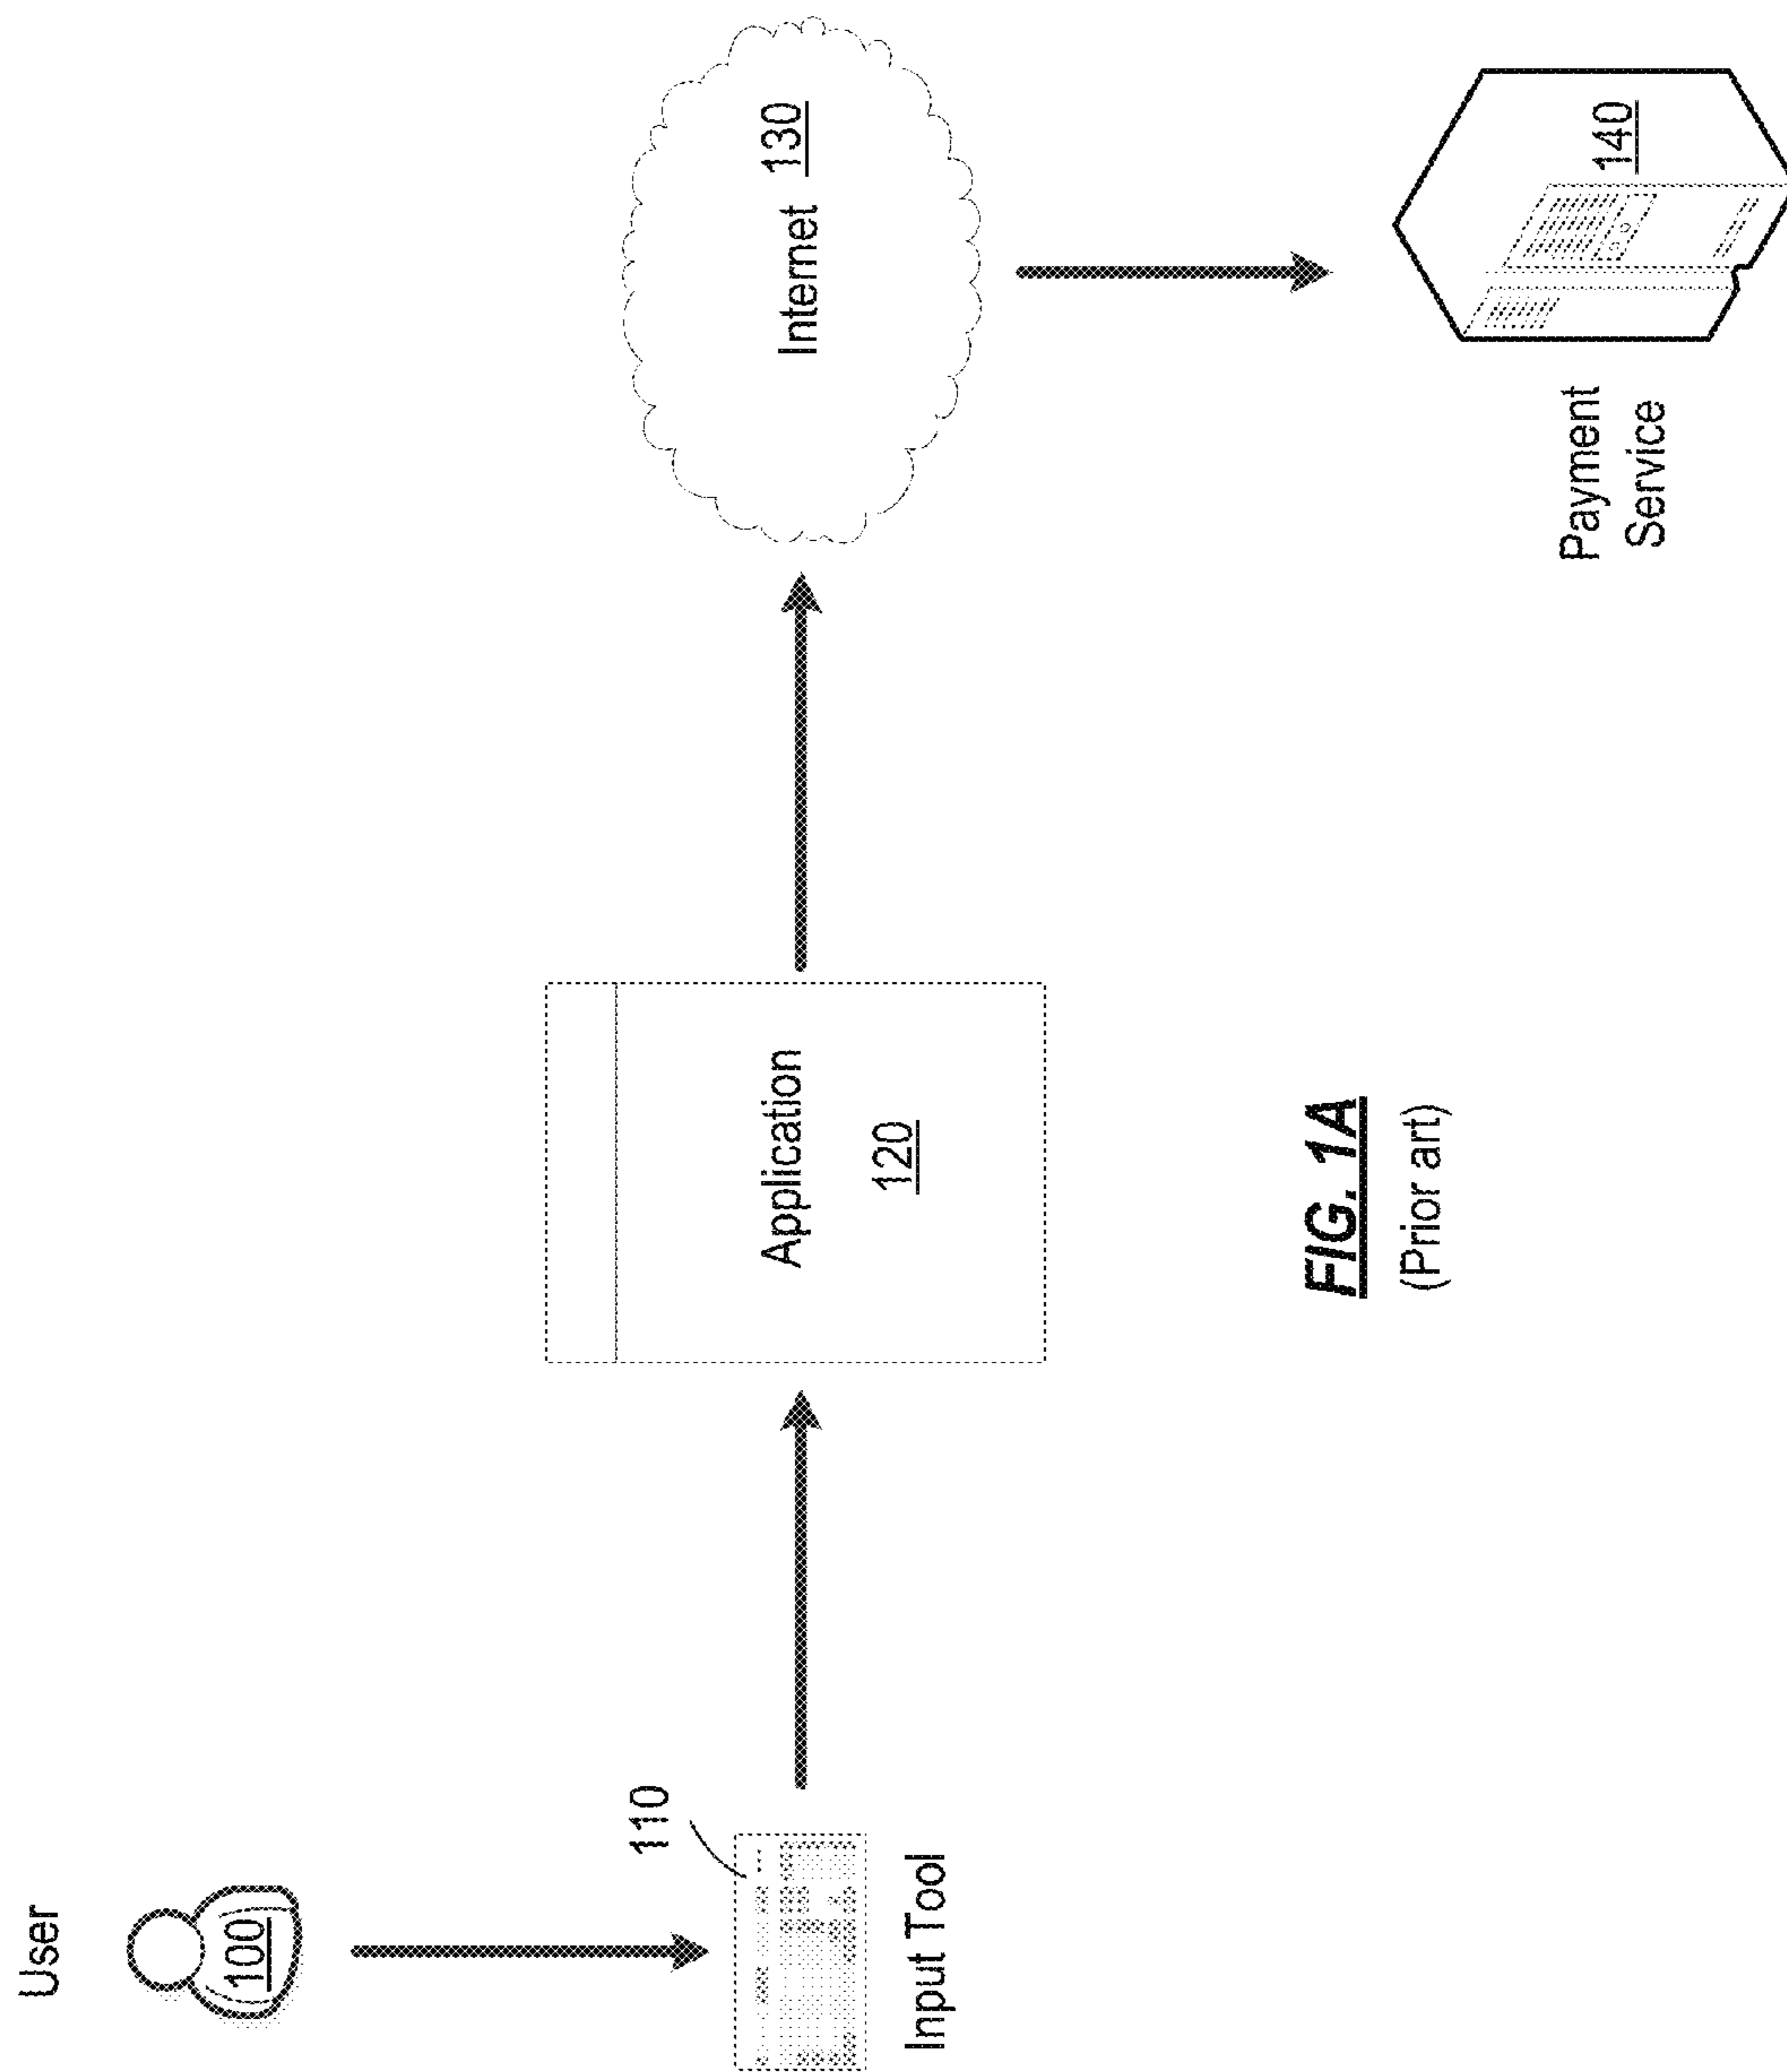 User
100
110
Input Tool
Application
120
Internet 130
140
Payment
Service
FIG. 1A
(Prior art)